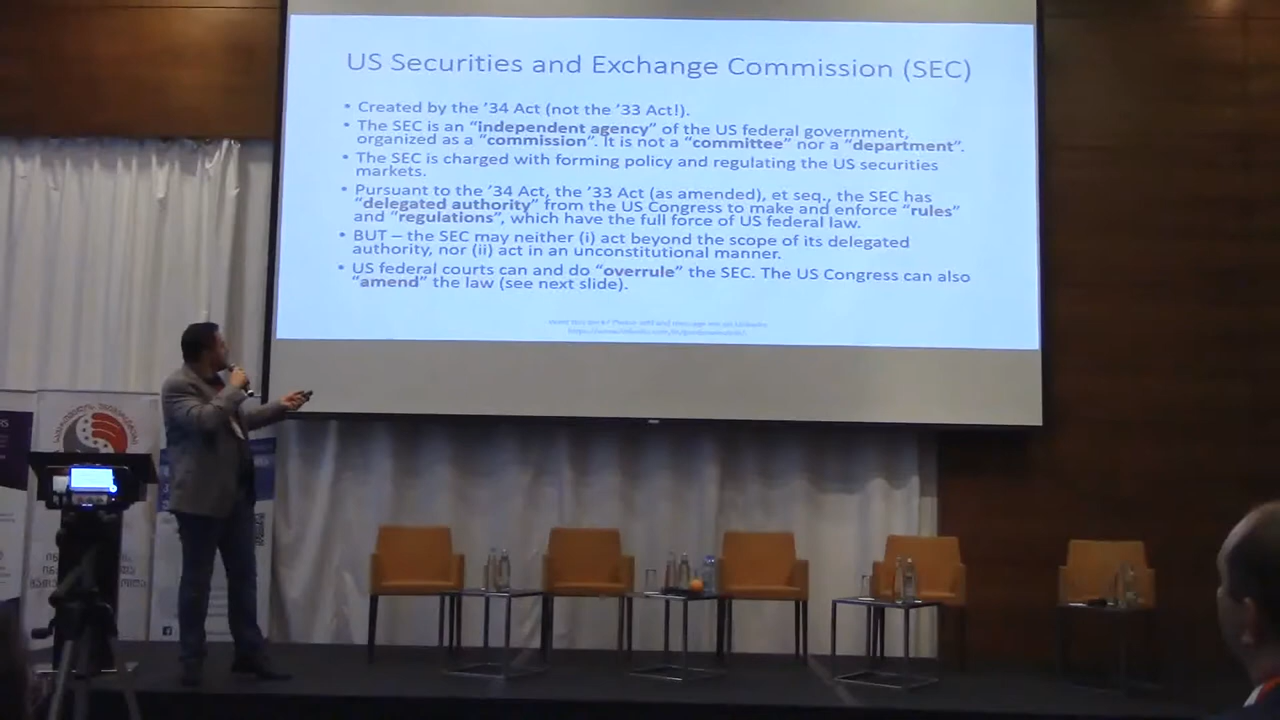 US Securities and Exchange Commission (SEC)
• Created by the ’34 Act (not the ’33 Act!).
• The SEC is an “independent agency” of the US federal government,
organized as a “commission”. It is not a “committee” nor a “department”.
• The SEC is charged with forming policy and regulating the US securities
markets.
• Pursuant to the ’34 Act, the ’33 Act (as amended), et seq., the SEC has
“delegated authority” from the US Congress to make and enforce “rules”
and “regulations”, which have the full force of US federal law.
• BUT – the SEC may neither (i) act beyond the scope of its delegated
authority, nor (ii) act in an unconstitutional manner.
• US federal courts can and do “overrule” the SEC. The US Congress can also
“amend” the law (see next slide).